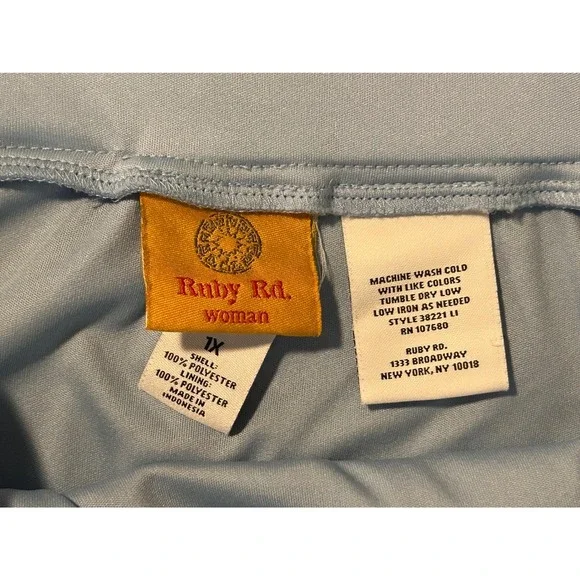 Ruby Rd.
woman
1X
SHELL:
100% POLYESTER
LINING:
100% POLYESTER
MADE IN
INDONESIA
MACHINE WASH COLD
WITH LIKE COLORS
TUMBLE DRY LOW
LOW IRON AS NEEDED
STYLE 38221 LI
RN 107680
RUBY RD.
1333 BROADWAY
NEW YORK, NY 10018